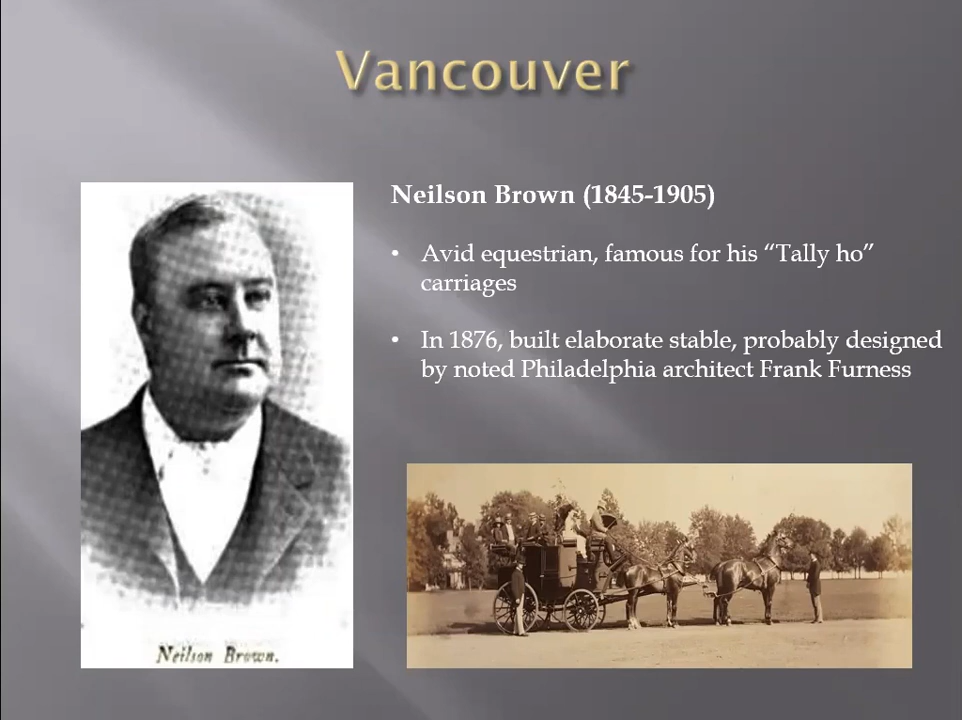 Vancouver
Neilson Brown (1845-1905)
• Avid equestrian, famous for his “Tally ho”
carriages
• In 1876, built elaborate stable, probably designed
by noted Philadelphia architect Frank Furness
Neilson Brown.